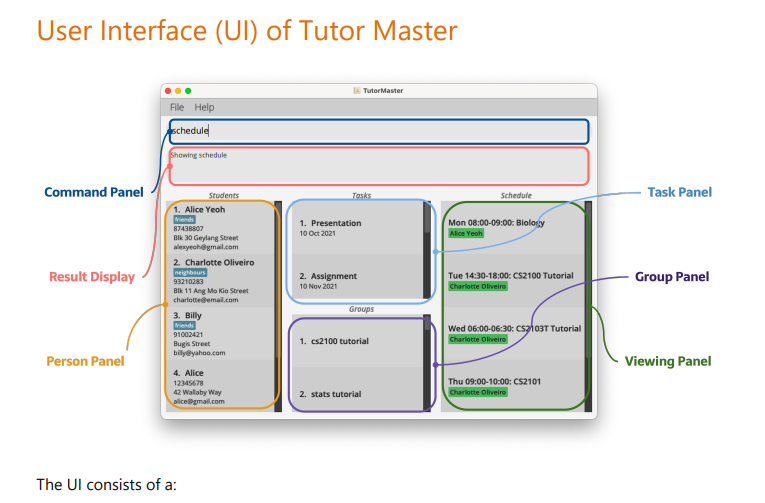 User Interface (UI) of Tutor Master
TutorMaster
File Help
schedule
Showing schedule
Command Panel
Result Display
Person Panel
Students
1. Alice Yeoh
friends
87438807
Blk 30 Geylang Street
alexyeoh@gmail.com
2. Charlotte Oliveiro
neighbours
93210283
Blk 11 Ang Mo Kio Street
charlotte@email.com
3. Billy
friends
91002421
Bugis Street
billy@yahoo.com
4. Alice
12345678
42 Wallaby Way
alice@gmail.com
Tasks
1. Presentation
10 Oct 2021
2. Assignment
10 Nov 2021
Groups
1. cs2100 tutorial
2. stats tutorial
Schedule
Mon 08:00-09:00: Biology
Alice Yeoh
Tue 14:30-18:00: CS2100 Tutorial
Charlotte Oliveiro
Wed 06:00-06:30: CS2103T Tutorial
Charlotte Oliveiro
Thu 09:00-10:00: CS2101
Charlotte Oliveiro
Task Panel
Group Panel
Viewing Panel
The UI consists of a: